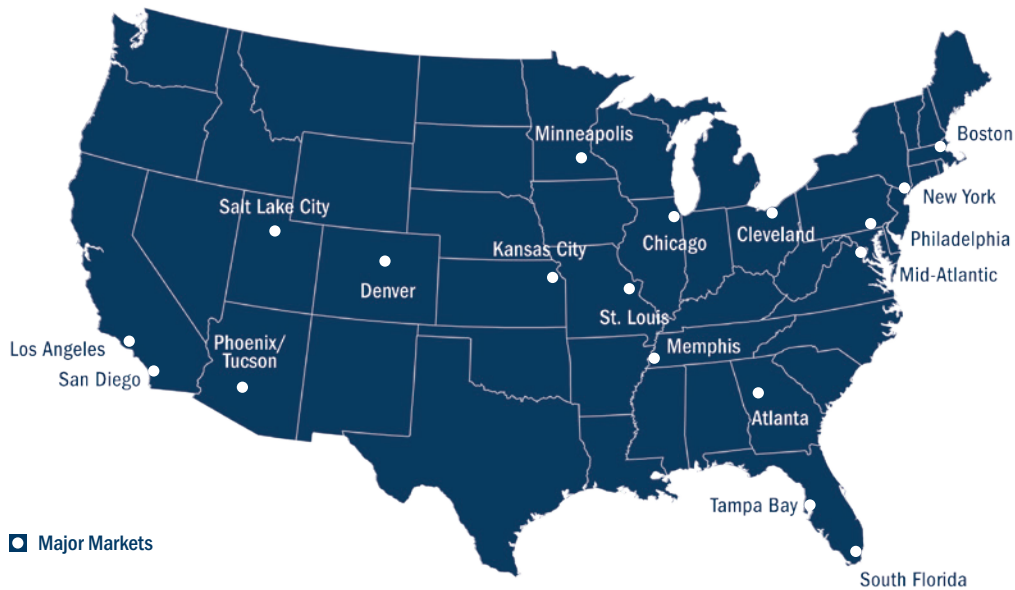 Minneapolis
Boston
Salt Lake City
New York
Kansas City
Chicago
Cleveland
Philadelphia
Mid-Atlantic
Denver
St. Louis
Los Angeles
Phoenix/
Tucson
Memphis
San Diego
Atlanta
Tampa Bay
Major Markets
South Florida